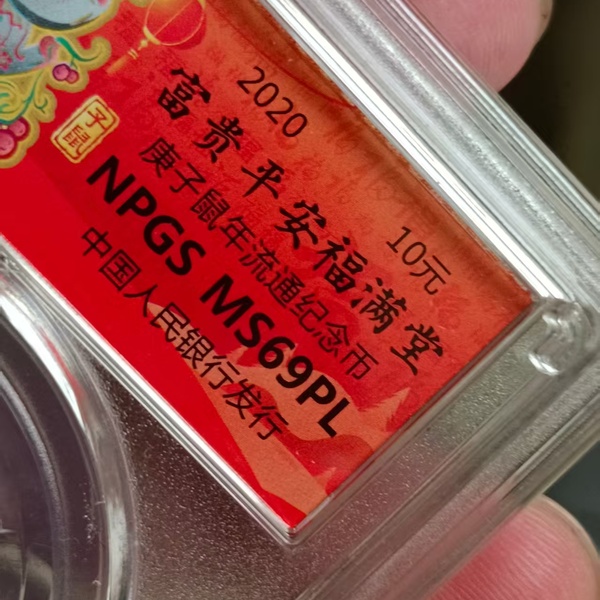 2020 10元
富贵平安福满堂
庚子鼠年流通纪念币
NPGS MS69PL
中国人民银行发行
子鼠